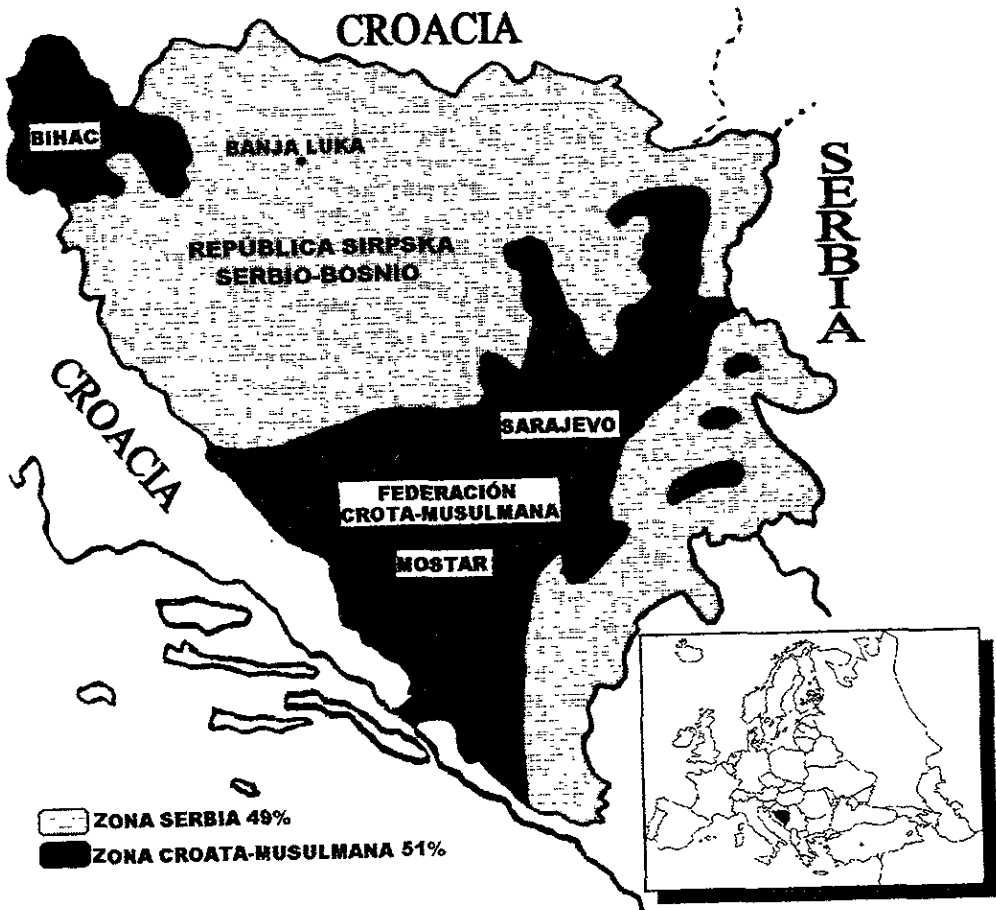 CROACIA
BIHAC
BANJA LUKA
SERBIA
REPÚBLICA SIRPSKA
SERBIO-BOSNIO
CROACIA
SARAJEVO
FEDERACIÓN
CROTA-MUSULMANA
MOSTAR
ZONA SERBIA 49%
ZONA CROATA-MUSULMANA 51%